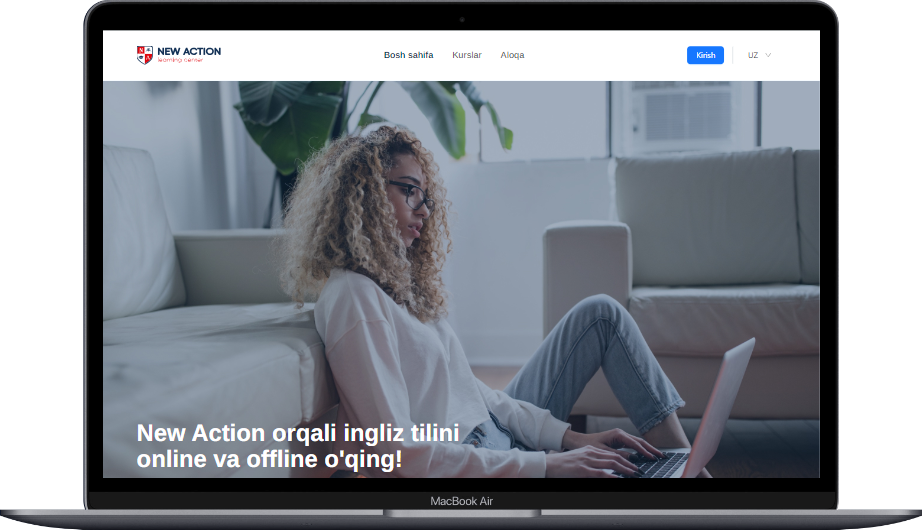 NEW ACTION
learning center
Bosh sahifa Kurslar Aloqa
Kirish
UZ
New Action orqali ingliz tilini
online va offline o'qing!
MacBook Air